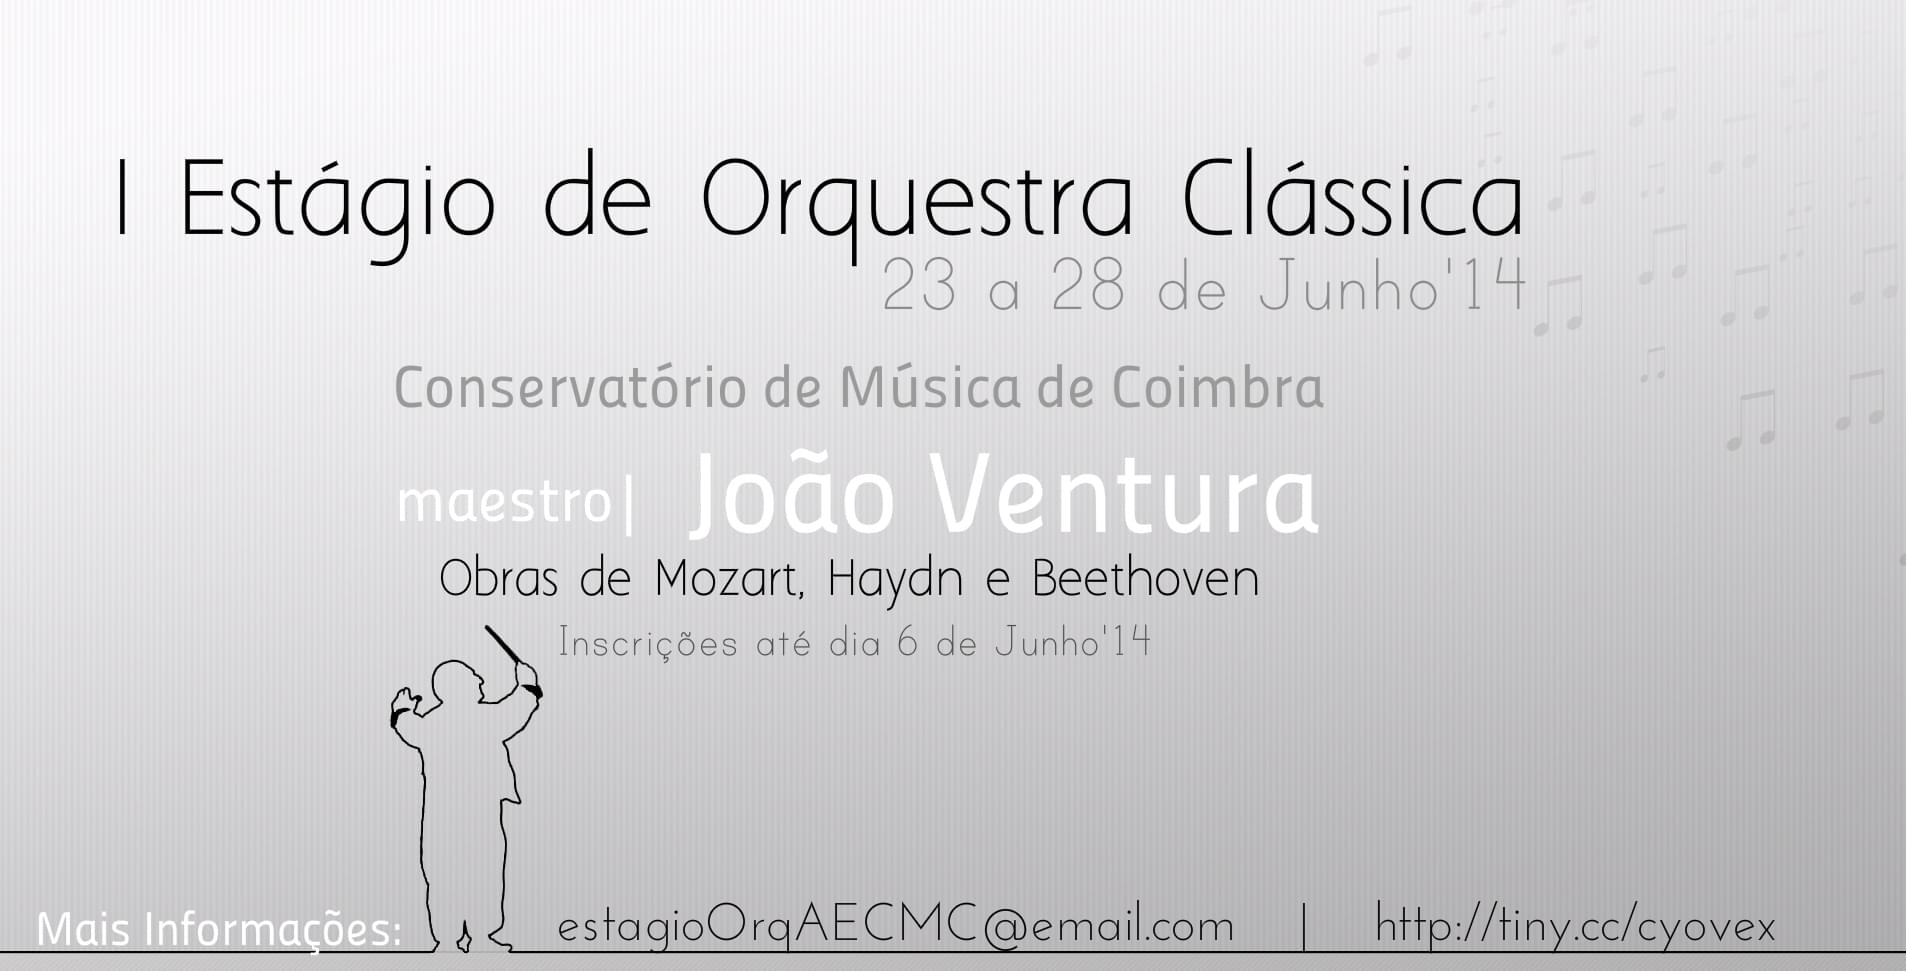 I Estágio de Orquestra Clássica
23 a 28 de Junho'14
Conservatório de Música de Coimbra
maestro| João Ventura
Obras de Mozart, Haydn e Beethoven
Inscrições até dia 6 de Junho'14
Mais Informações: estagioOrqAECMC@email.com | http://tiny.cc/cyovex